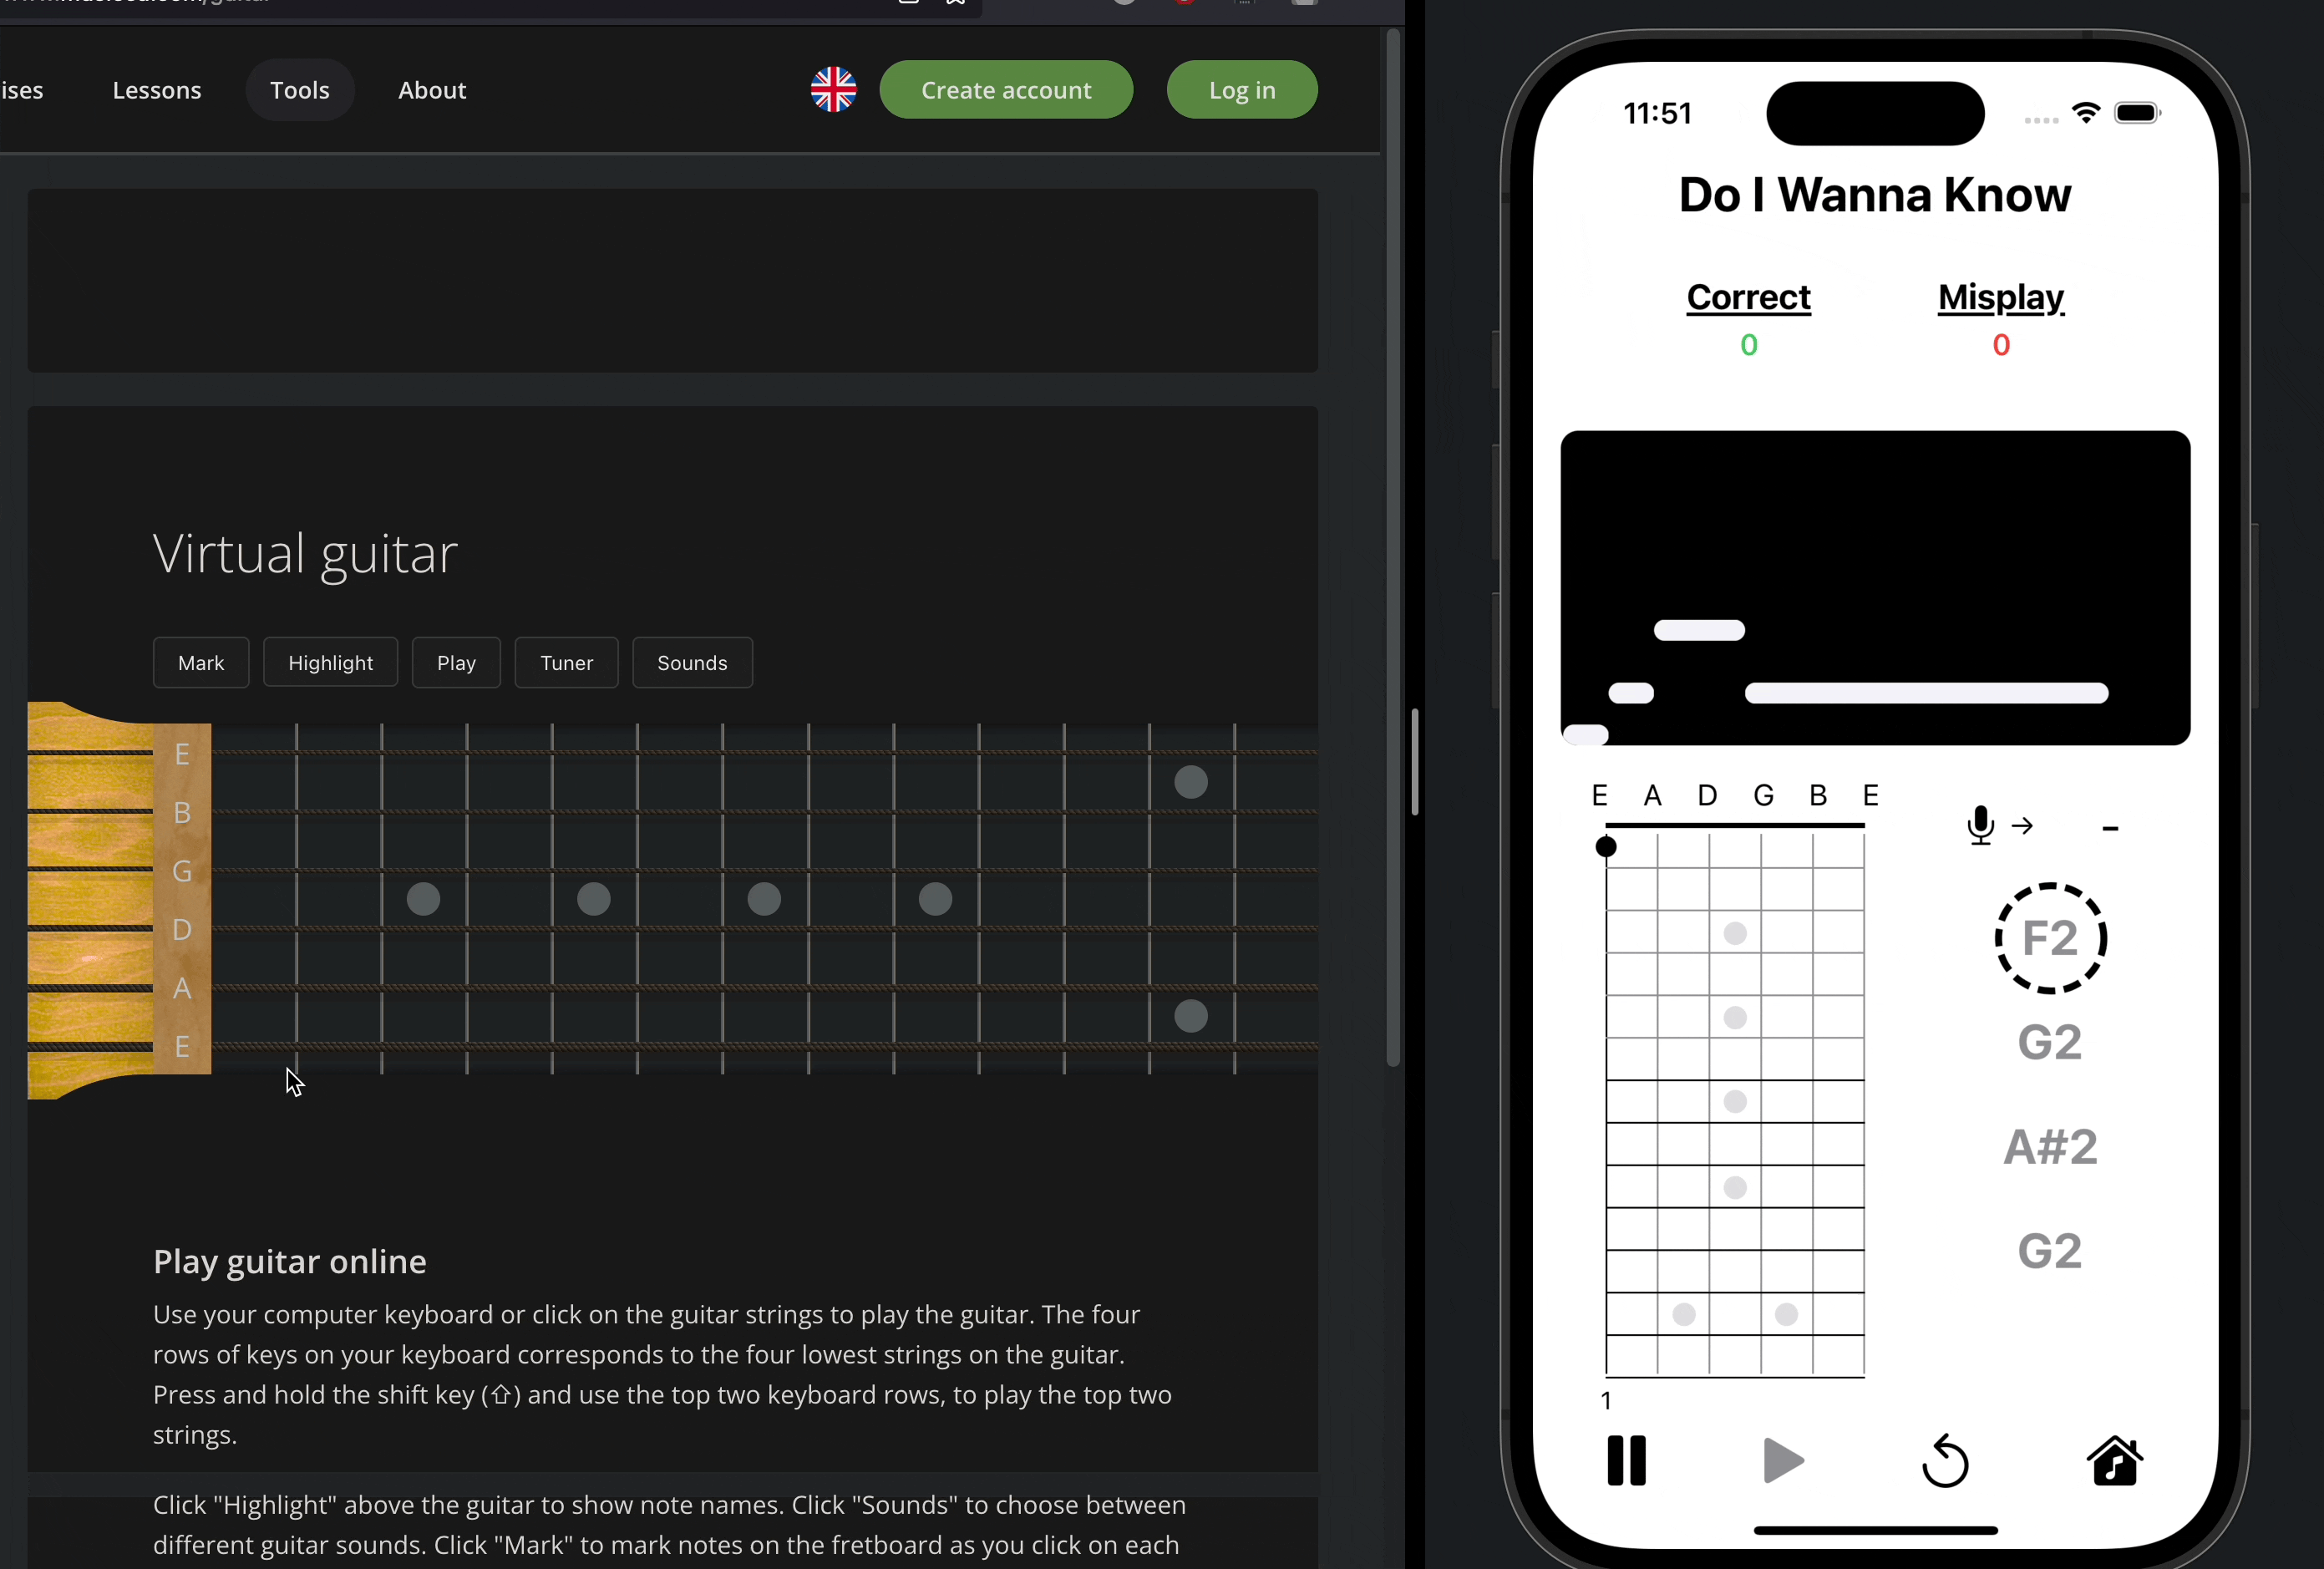 ises
Lessons
Tools
About
Create account
Log in
Virtual guitar
Mark
Highlight
Play
Tuner
Sounds
E
B
G
D
A
E
Play guitar online
Use your computer keyboard or click on the guitar strings to play the guitar. The four
rows of keys on your keyboard corresponds to the four lowest strings on the guitar.
Press and hold the shift key (⇧) and use the top two keyboard rows, to play the top two
strings.
Click "Highlight" above the guitar to show note names. Click "Sounds" to choose between
different guitar sounds. Click "Mark" to mark notes on the fretboard as you click on each
11:51
Do I Wanna Know
Correct Misplay
0 0
E A D G B E
→ -
F2
G2
A#2
G2
1